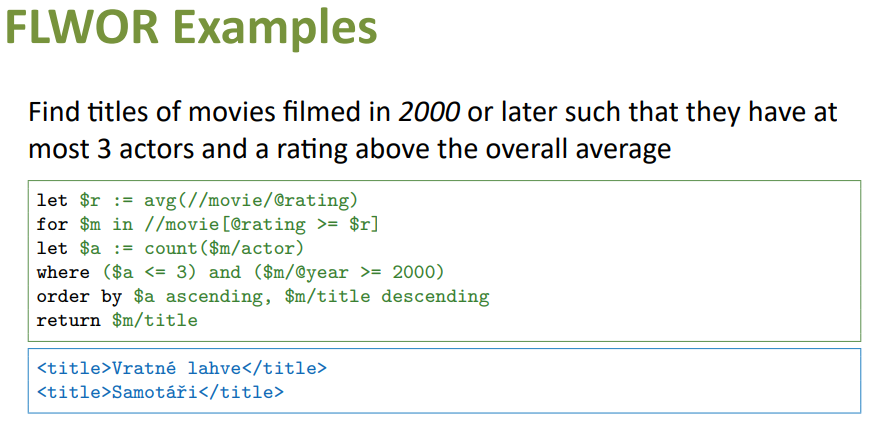 FLWOR Examples
Find titles of movies filmed in 2000 or later such that they have at
most 3 actors and a rating above the overall average
let $r := avg(//movie/@rating)
for $m in //movie[@rating >= $r]
let $a := count($m/actor)
where ($a <= 3) and ($m/@year >= 2000)
order by $a ascending, $m/title descending
return $m/title
<title>Vratné lahve</title>
<title>Samotáři</title>